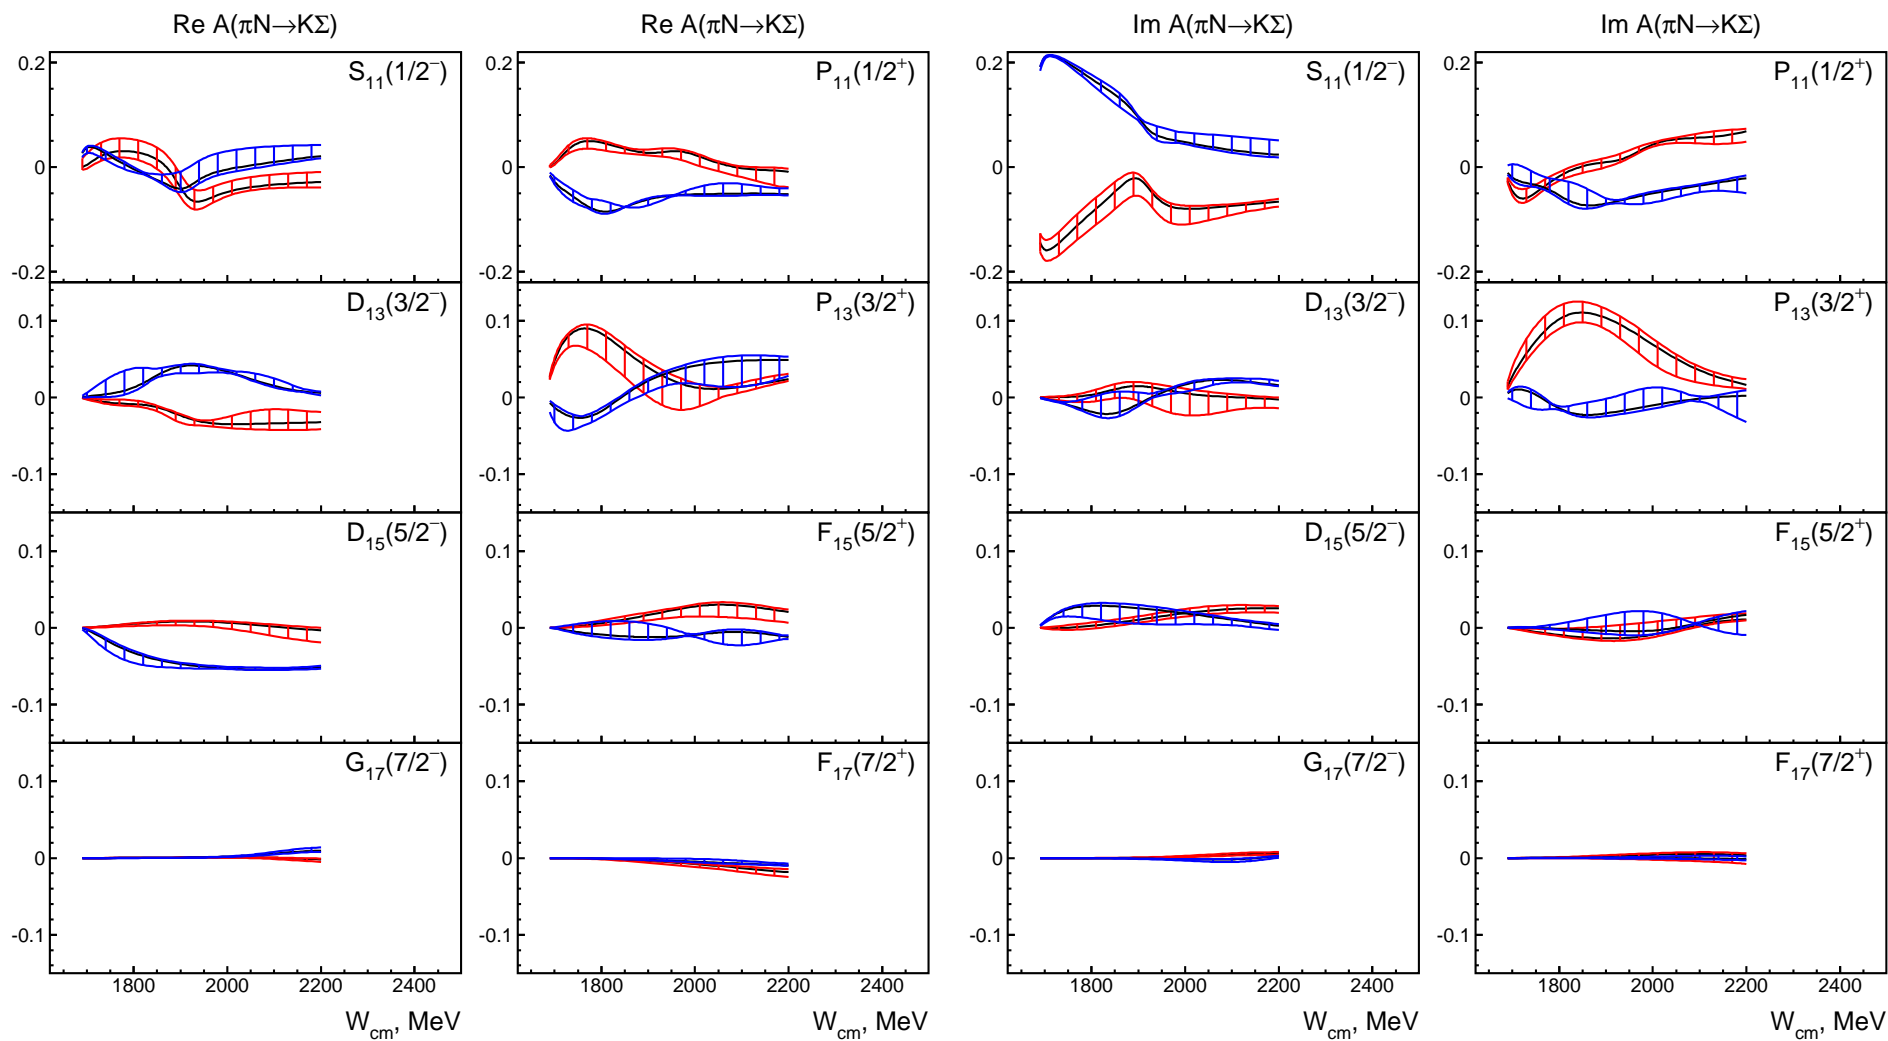 Re A(πN→KΣ) Re A(πN→KΣ) Im A(πN→KΣ) Im A(πN→KΣ)
0.2 S₁₁(1/2⁻) P₁₁(1/2⁺) 0.2 S₁₁(1/2⁻) P₁₁(1/2⁺)
0 0 0 0
-0.2 -0.2 -0.2 -0.2
D₁₃(3/2⁻) P₁₃(3/2⁺) D₁₃(3/2⁻) P₁₃(3/2⁺)
0.1 0.1 0.1 0.1
0 0 0 0
-0.1 -0.1 -0.1 -0.1
D₁₅(5/2⁻) F₁₅(5/2⁺) D₁₅(5/2⁻) F₁₅(5/2⁺)
0.1 0.1 0.1 0.1
0 0 0 0
-0.1 -0.1 -0.1 -0.1
G₁₇(7/2⁻) F₁₇(7/2⁺) G₁₇(7/2⁻) F₁₇(7/2⁺)
0.1 0.1 0.1 0.1
0 0 0 0
-0.1 -0.1 -0.1 -0.1
1800 2000 2200 2400 1800 2000 2200 2400 1800 2000 2200 2400 1800 2000 2200 2400
W_cm, MeV W_cm, MeV W_cm, MeV W_cm, MeV